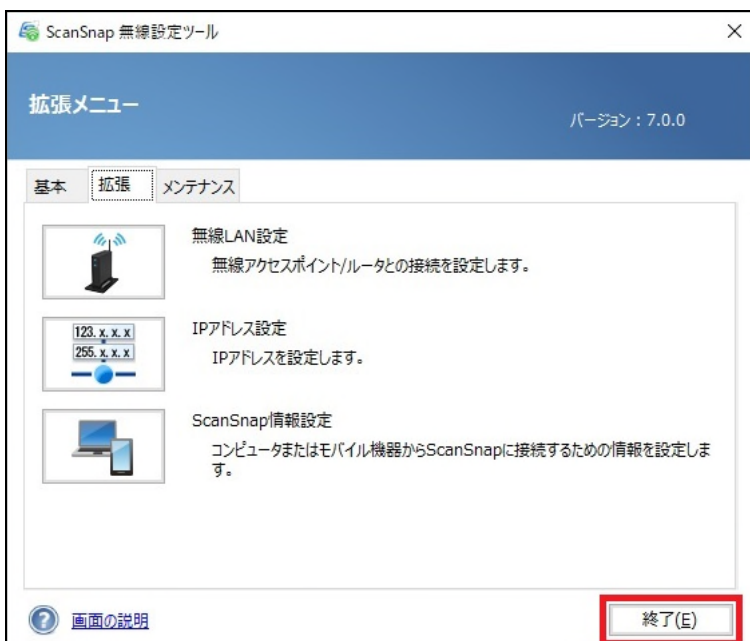 ScanSnap 無線設定ツール
拡張メニュー
バージョン：7.0.0
基本 拡張 メンテナンス
無線LAN設定
無線アクセスポイント/ルータとの接続を設定します。
123. x. x. x
255. x. x. x
IPアドレス設定
IPアドレスを設定します。
ScanSnap情報設定
コンピュータまたはモバイル機器からScanSnapに接続するための情報を設定しま
す。
? 画面の説明
終了(E)